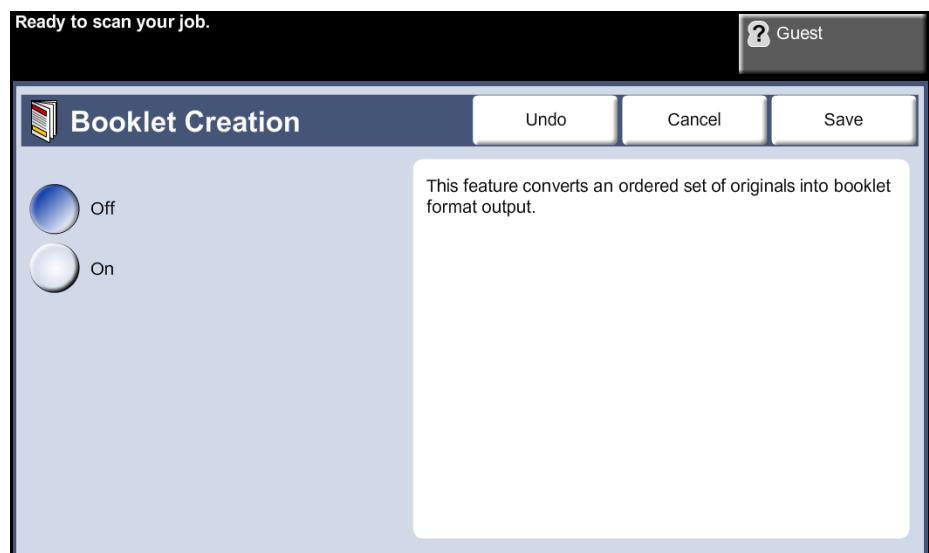 Ready to scan your job.
? Guest
Booklet Creation
Undo
Cancel
Save
Off
On
This feature converts an ordered set of originals into booklet
format output.